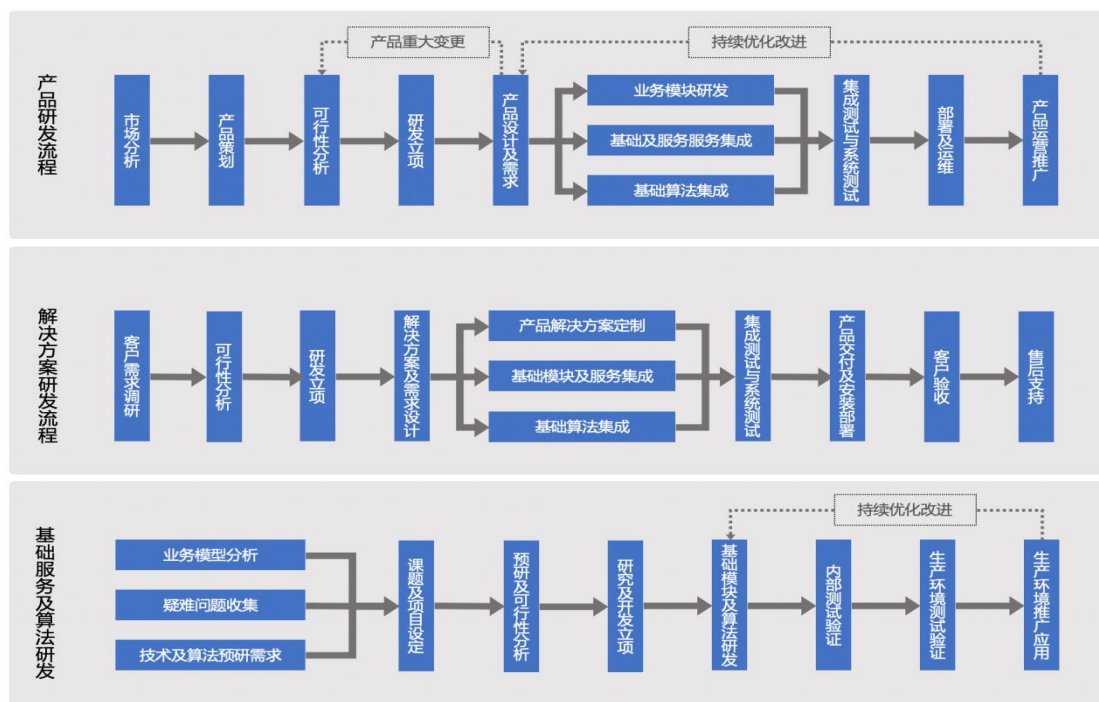 产品研发流程
产品重大变更
持续优化改进
市场分析
产品策划
可行性分析
研发立项
产品设计及需求
业务模块研发
基础及服务服务集成
基础算法集成
集成测试与系统测试
部署及运维
产品运营推广
解决方案研发流程
客户需求调研
可行性分析
研发立项
解决方案及需求设计
产品解决方案定制
基础模块及服务集成
基础算法集成
集成测试与系统测试
产品交付及安装部署
客户验收
售后支持
基础服务及算法研发
持续优化改进
业务模型分析
疑难问题收集
技术及算法预研需求
课题及项目设定
预研及可行性分析
研究及开发立项
基础模块及算法研发
内部测试验证
生产环境测试验证
生产环境推广应用